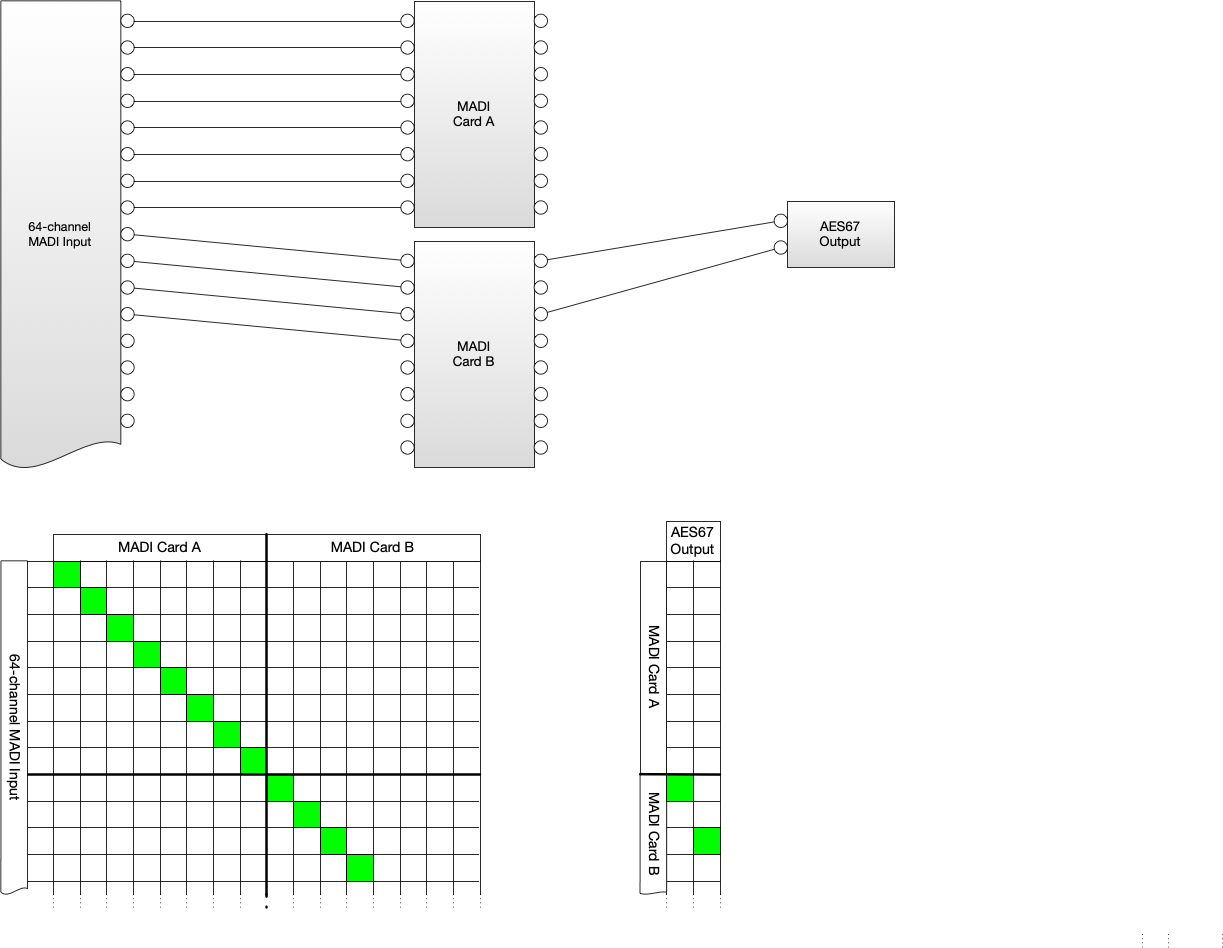 MADI
Card A
64-channel
MADI Input
AES67
Output
MADI
Card B
MADI Card A
MADI Card B
64-channel MADI Input
AES67
Output
MADI Card A
MADI Card B